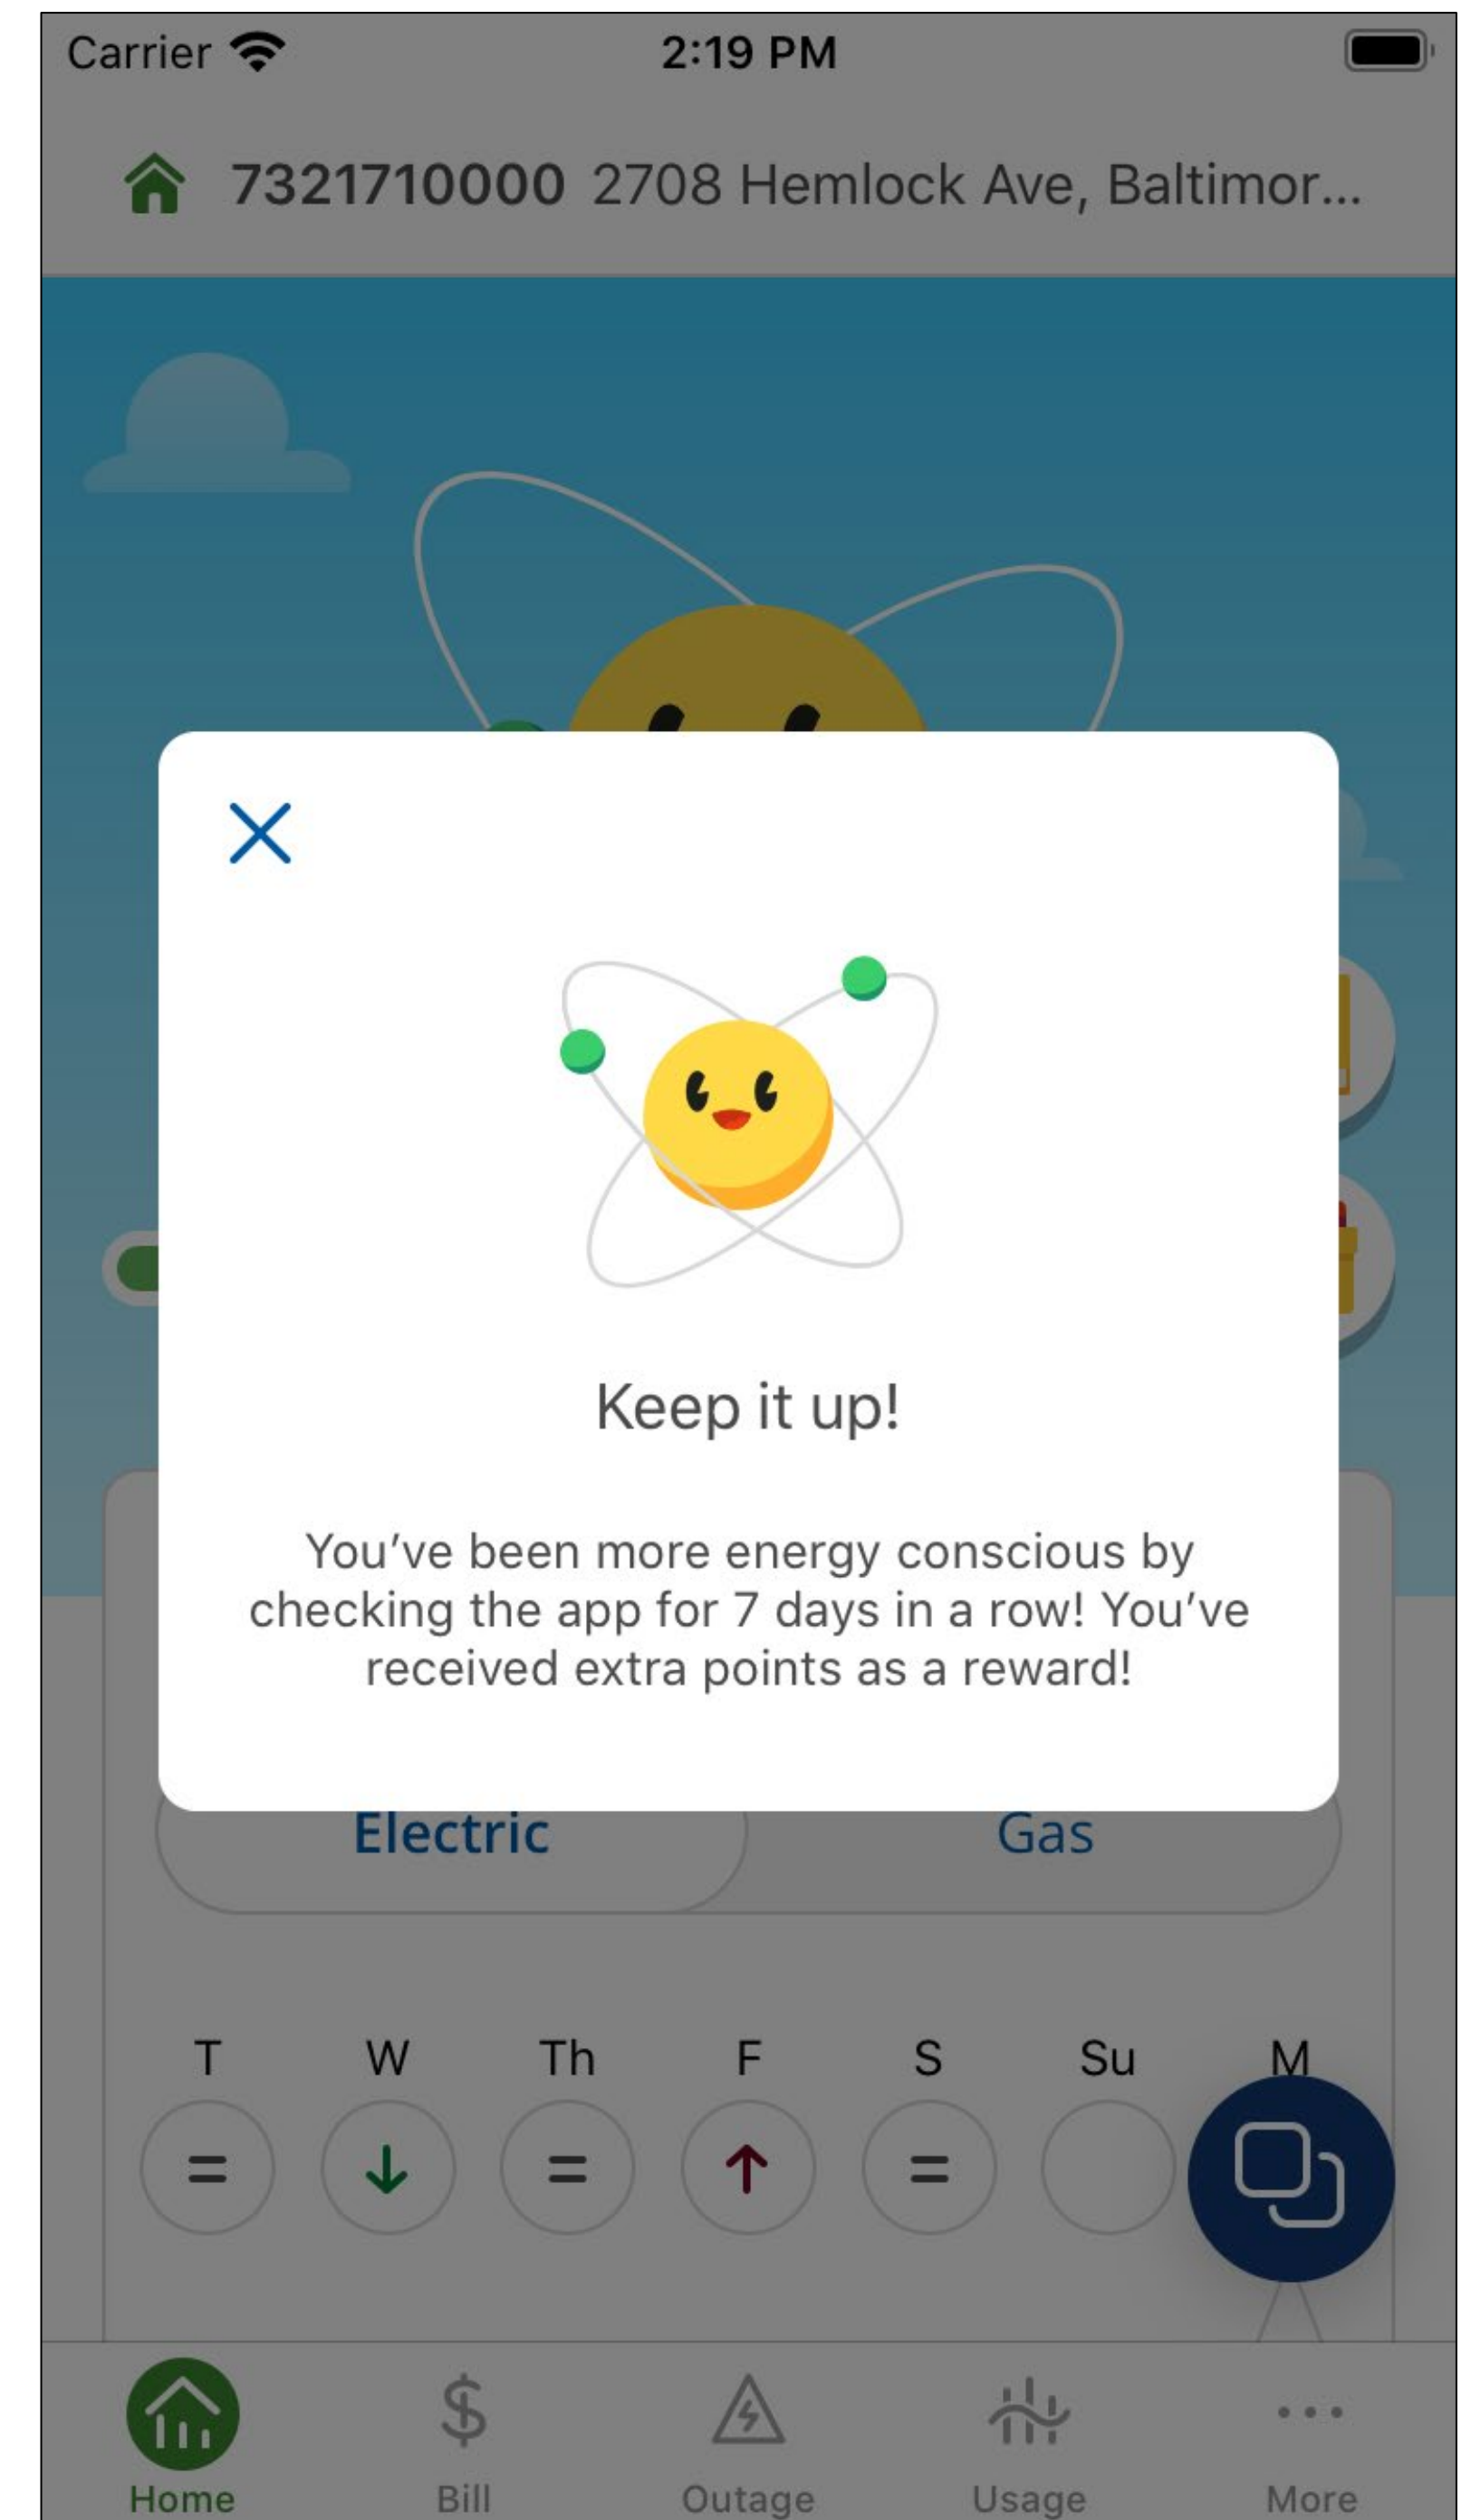 Carrier 2:19 PM
7321710000 2708 Hemlock Ave, Baltimor...
Keep it up!
You've been more energy conscious by
checking the app for 7 days in a row! You've
received extra points as a reward!
Electric Gas
T W Th F S Su M
= ↓ = ↑ =
Home Bill Outage Usage More